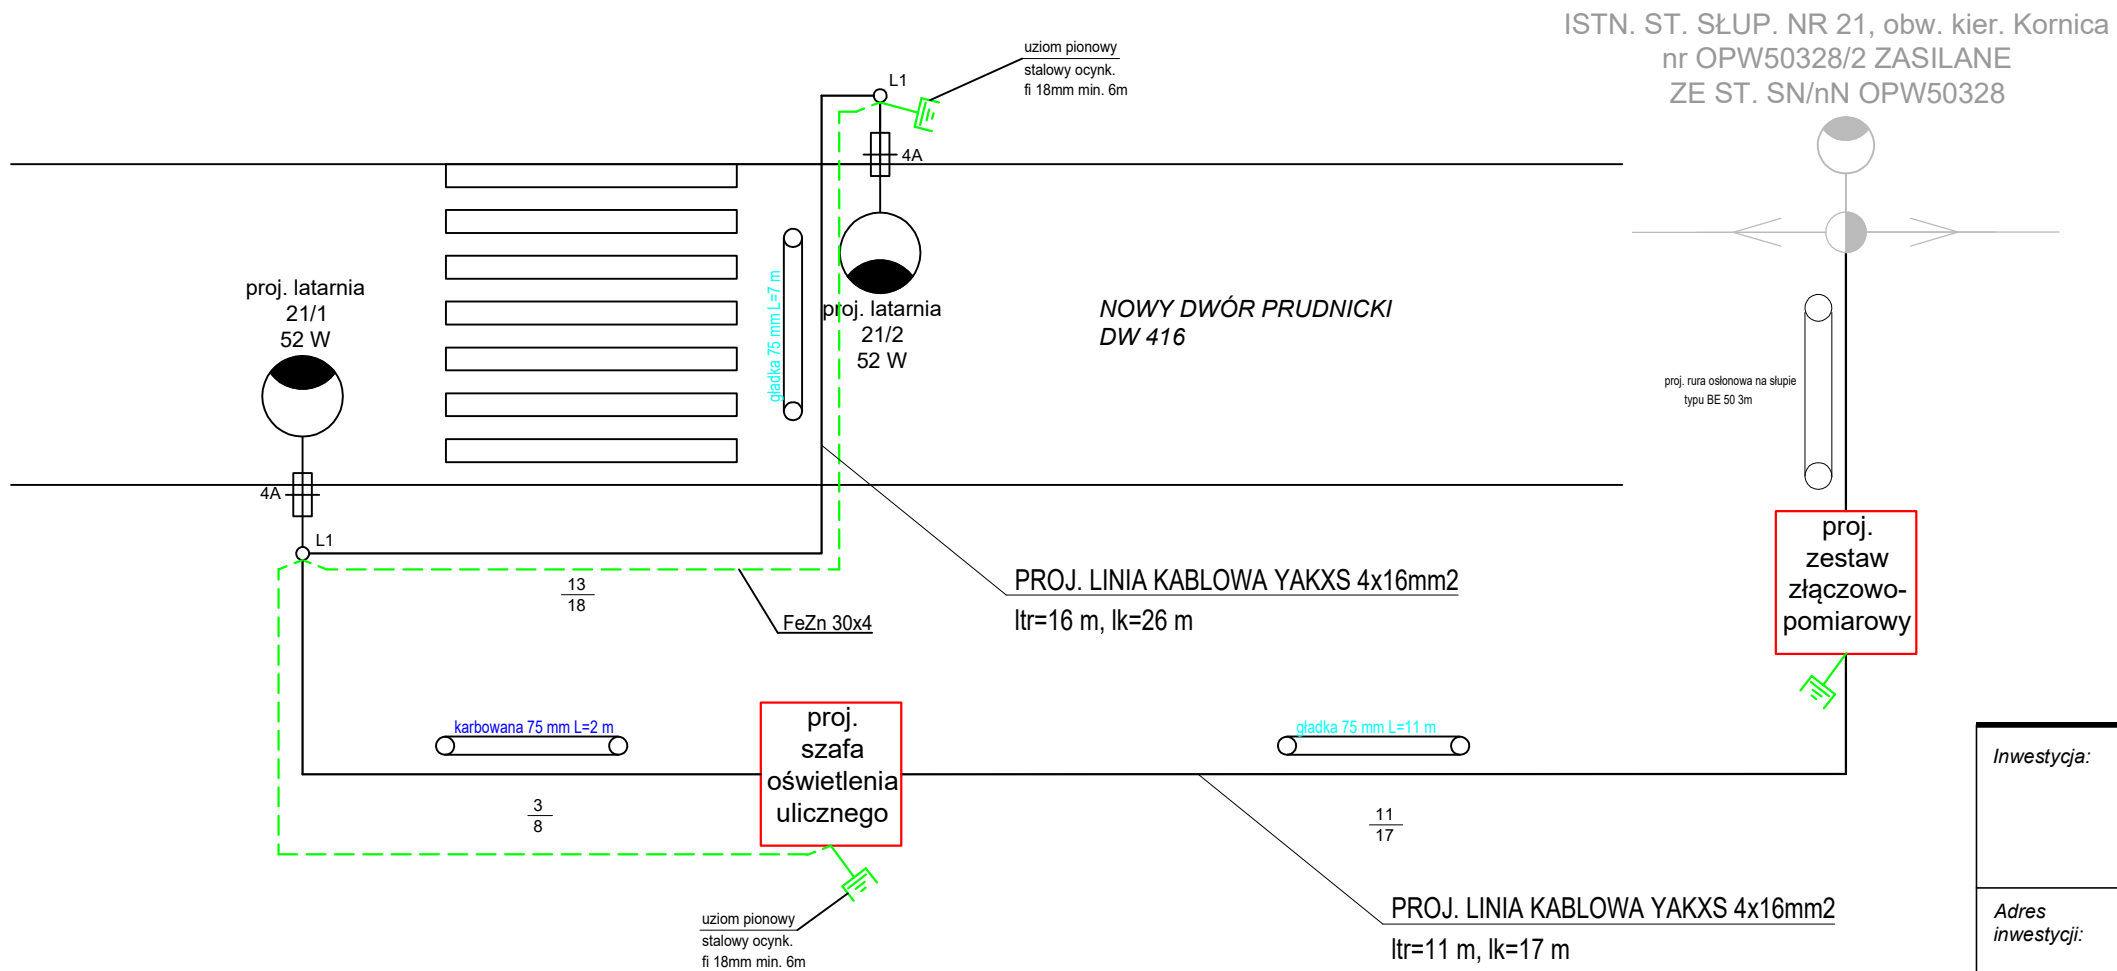 ISTN. ST. SŁUP. NR 21, obw. kier. Kornica
nr OPW50328/2 ZASILANE
ZE ST. SN/nN OPW50328
uziom pionowy
stalowy ocynk.
fi 18mm min. 6m
L1
4A
proj. latarnia
21/1
52 W
gładka 75 mm L=7 m
proj. latarnia
21/2
52 W
NOWY DWÓR PRUDNICKI
DW 416
proj. rura osłonowa na słupie
typu BE 50 3m
4A
L1
proj.
zestaw
złączowo-
pomiarowy
13
18
FeZn 30x4
PROJ. LINIA KABLOWA YAKXS 4x16mm2
ltr=16 m, lk=26 m
karbowana 75 mm L=2 m
proj.
szafa
oświetlenia
ulicznego
gładka 75 mm L=11 m
3
8
11
17
Inwestycja:
uziom pionowy
stalowy ocynk.
fi 18mm min. 6m
PROJ. LINIA KABLOWA YAKXS 4x16mm2
ltr=11 m, lk=17 m
Adres
inwestycji: